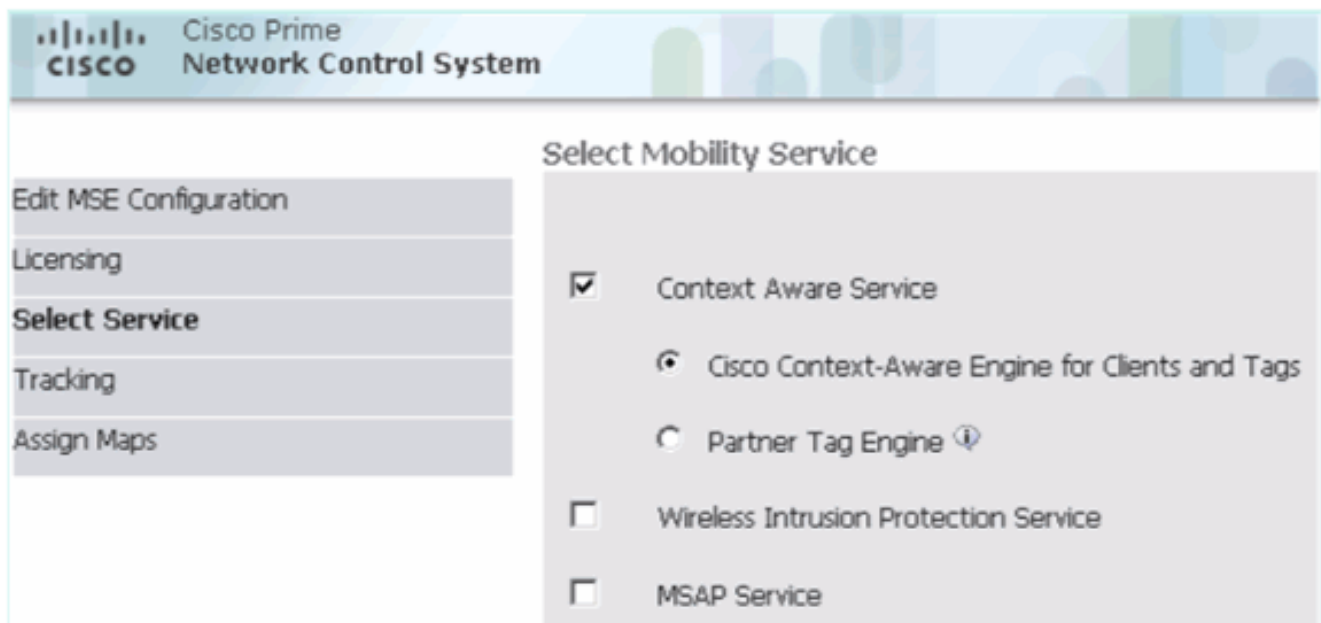 CISCO
Cisco Prime
Network Control System
Edit MSE Configuration
Licensing
Select Service
Tracking
Assign Maps
Select Mobility Service
Context Aware Service
Cisco Context-Aware Engine for Clients and Tags
Partner Tag Engine
Wireless Intrusion Protection Service
MSAP Service